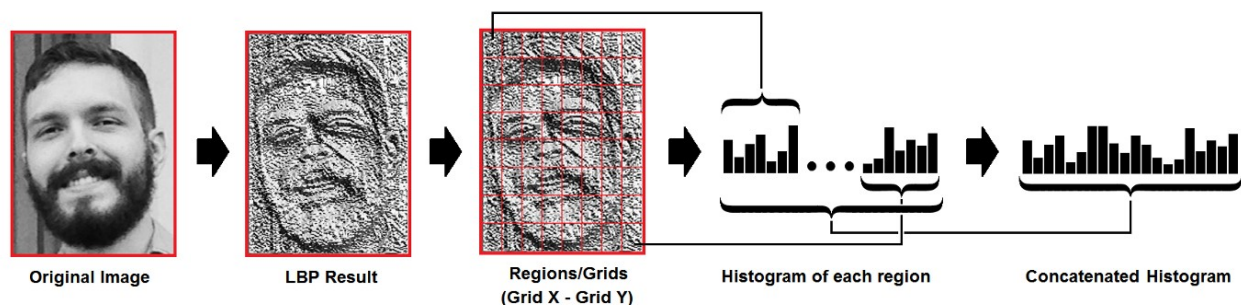 Original Image
LBP Result
Regions/Grids
(Grid X - Grid Y)
Histogram of each region
Concatenated Histogram